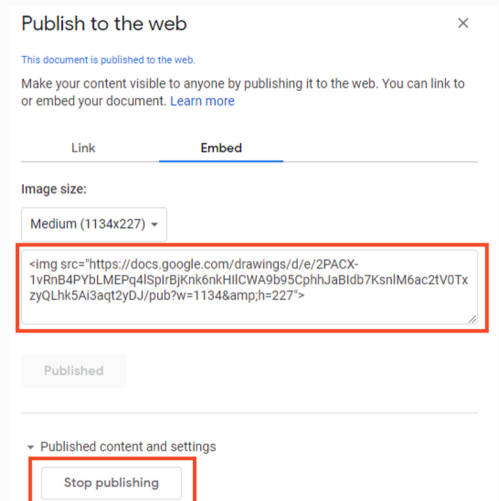 Publish to the web
This document is published to the web.
Make your content visible to anyone by publishing it to the web. You can link to
or embed your document. Learn more
Link
Embed
Image size:
Medium (1134x227)
<img src="https://docs.google.com/drawings/d/e/2PACX-
1vRnB4PYbLMEPq4lSpIrBjKnk6nkHIlCWA9b95CphhJaBIdb7KsnlM6ac2tV0Tx
zyQLhk5Ai3aqt2yDJ/pub?w=1134&amp;h=227">
Published
Published content and settings
Stop publishing